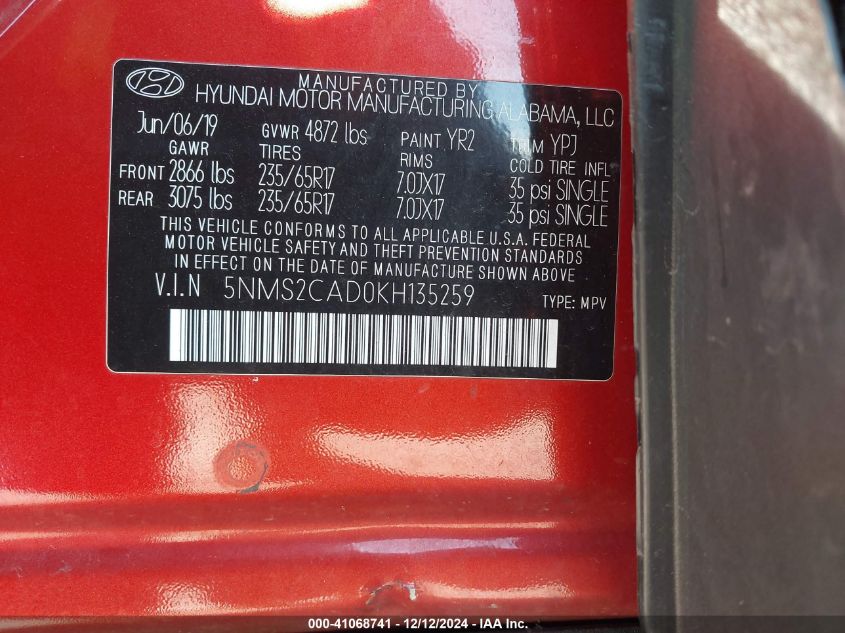 MANUFACTURED BY
HYUNDAI MOTOR MANUFACTURING ALABAMA, LLC
Jun/06/19 GVWR 4872 lbs PAINT YR2 TRIM YPJ
GAWR TIRES RIMS COLD TIRE INFL
FRONT 2866 lbs 235/65R17 7.0JX17 35 psi SINGLE
REAR 3075 lbs 235/65R17 7.0JX17 35 psi SINGLE
THIS VEHICLE CONFORMS TO ALL APPLICABLE U.S.A. FEDERAL
MOTOR VEHICLE SAFETY AND THEFT PREVENTION STANDARDS
IN EFFECT ON THE DATE OF MANUFACTURE SHOWN ABOVE
V.I.N 5NMS2CAD0KH135259 TYPE: MPV
000-41068741 - 12/12/2024 - IAA Inc.